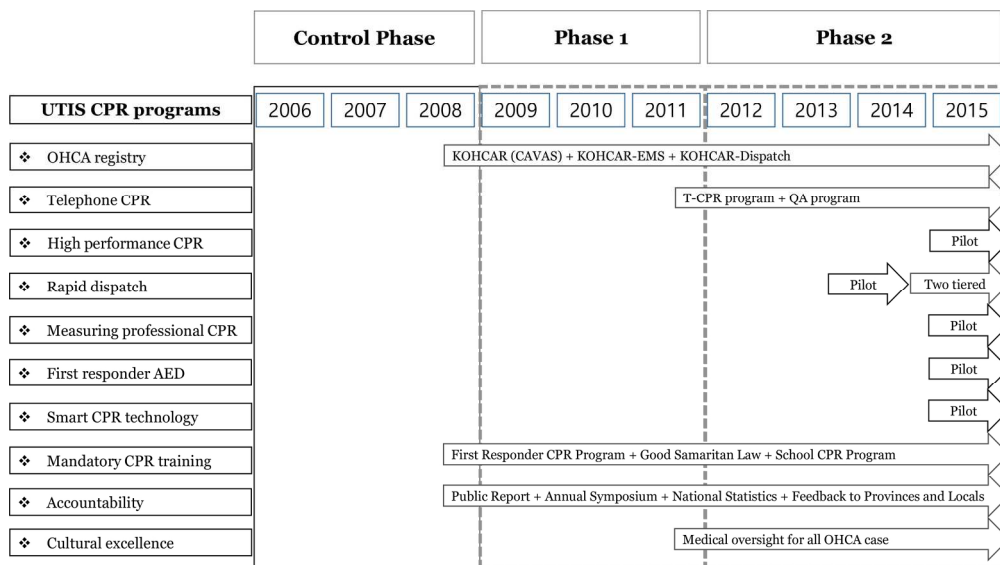 Control Phase Phase 1 Phase 2
UTIS CPR programs 2006 2007 2008 2009 2010 2011 2012 2013 2014 2015
❖ OHCA registry KOHCAR (CAVAS) + KOHCAR-EMS + KOHCAR-Dispatch
❖ Telephone CPR T-CPR program + QA program
❖ High performance CPR Pilot
❖ Rapid dispatch Pilot Two tiered
❖ Measuring professional CPR Pilot
❖ First responder AED Pilot
❖ Smart CPR technology Pilot
❖ Mandatory CPR training First Responder CPR Program + Good Samaritan Law + School CPR Program
❖ Accountability Public Report + Annual Symposium + National Statistics + Feedback to Provinces and Locals
❖ Cultural excellence Medical oversight for all OHCA case